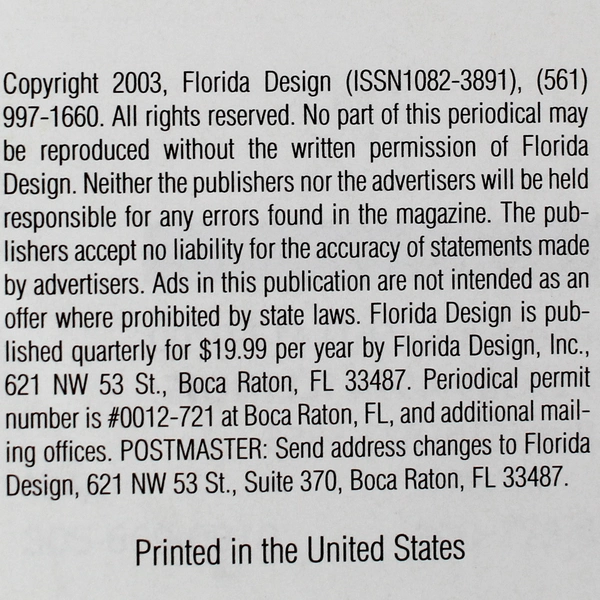 Copyright 2003, Florida Design (ISSN1082-3891), (561)
997-1660. All rights reserved. No part of this periodical may
be reproduced without the written permission of Florida
Design. Neither the publishers nor the advertisers will be held
responsible for any errors found in the magazine. The pub-
lishers accept no liability for the accuracy of statements made
by advertisers. Ads in this publication are not intended as an
offer where prohibited by state laws. Florida Design is pub-
lished quarterly for $19.99 per year by Florida Design, Inc.,
621 NW 53 St., Boca Raton, FL 33487. Periodical permit
number is #0012-721 at Boca Raton, FL, and additional mail-
ing offices. POSTMASTER: Send address changes to Florida
Design, 621 NW 53 St., Suite 370, Boca Raton, FL 33487.
Printed in the United States